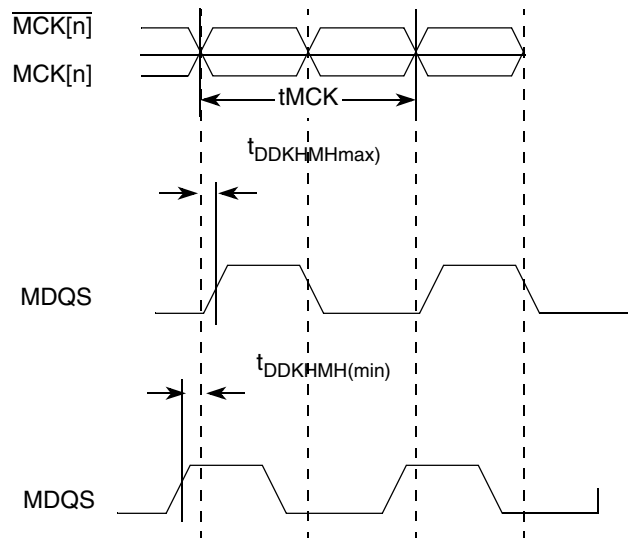 MCK[n]
MCK[n]
tMCK
tDDKHMHmax)
MDQS
tDDKHMH(min)
MDQS